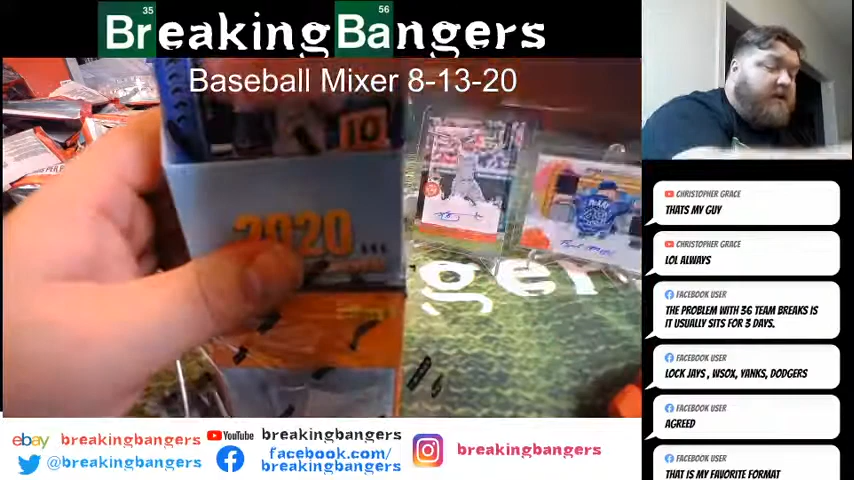 35
56
BreakingBangers
Baseball Mixer 8-13-20
10
2020
ger
CHRISTOPHER GRACE
THATS MY GUY
CHRISTOPHER GRACE
LOL ALWAYS
FACEBOOK USER
THE PROBLEM WITH 36 TEAM BREAKS IS
IT USUALLY SITS FOR 3 DAYS.
FACEBOOK USER
LOCK JAYS , WSOX, YANKS, DODGERS
FACEBOOK USER
AGREED
FACEBOOK USER
THAT IS MY FAVORITE FORMAT
ebay breakingbangers
YouTube breakingbangers
@breakingbangers
facebook.com/
breakingbangers
breakingbangers